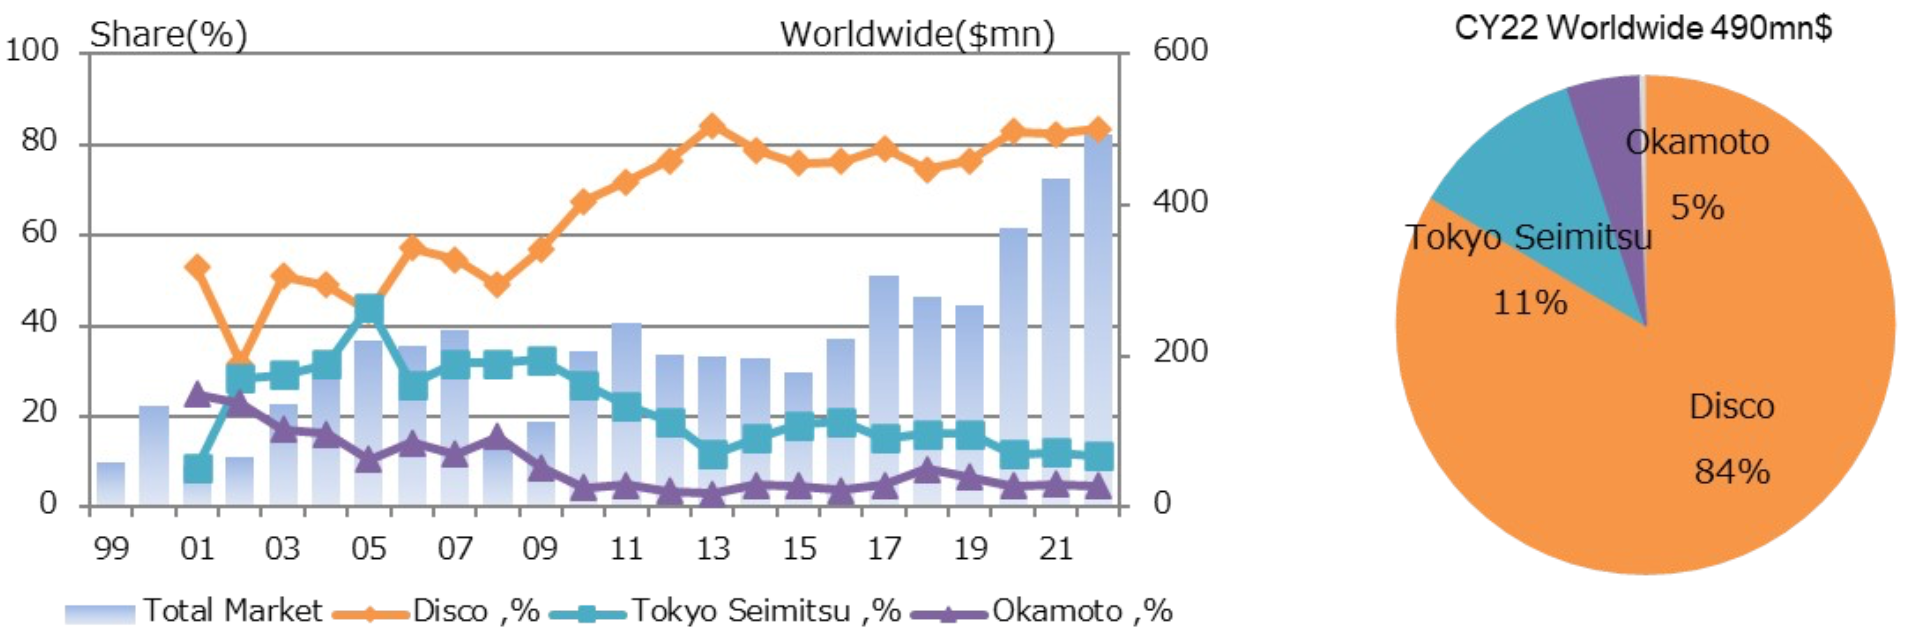 Share(%) Worldwide($mn)
100 600
80
60 400
40
20 200
0 0
99 01 03 05 07 09 11 13 15 17 19 21
Total Market Disco ,% Tokyo Seimitsu ,% Okamoto ,%
CY22 Worldwide 490mn$
Okamoto
5%
Tokyo Seimitsu
11%
Disco
84%